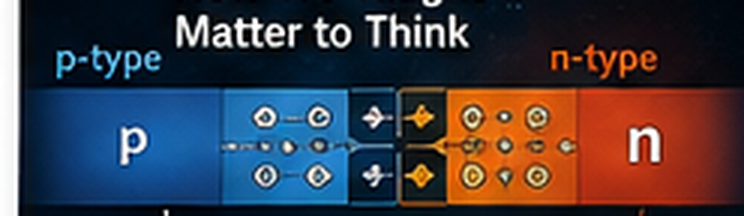 Matter to Think
p-type
n-type
p
n